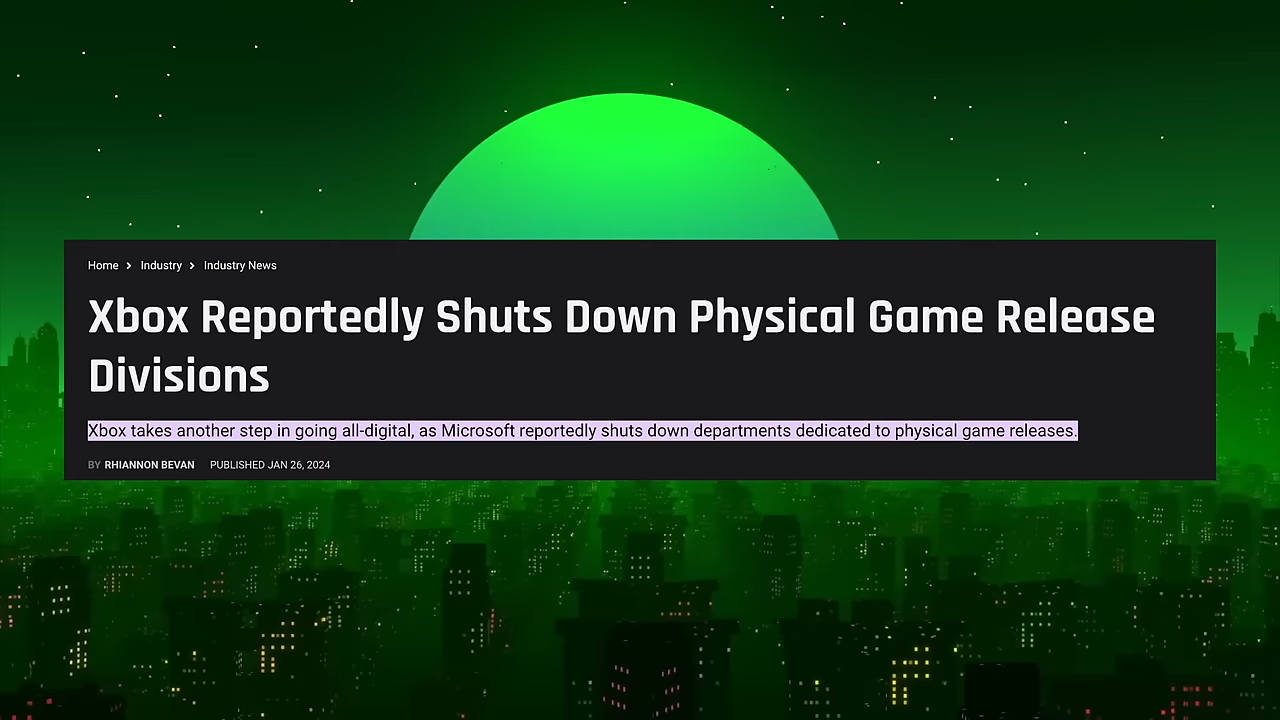 Home > Industry > Industry News
Xbox Reportedly Shuts Down Physical Game Release
Divisions
Xbox takes another step in going all-digital, as Microsoft reportedly shuts down departments dedicated to physical game releases.
BY RHIANNON BEVAN PUBLISHED JAN 26, 2024